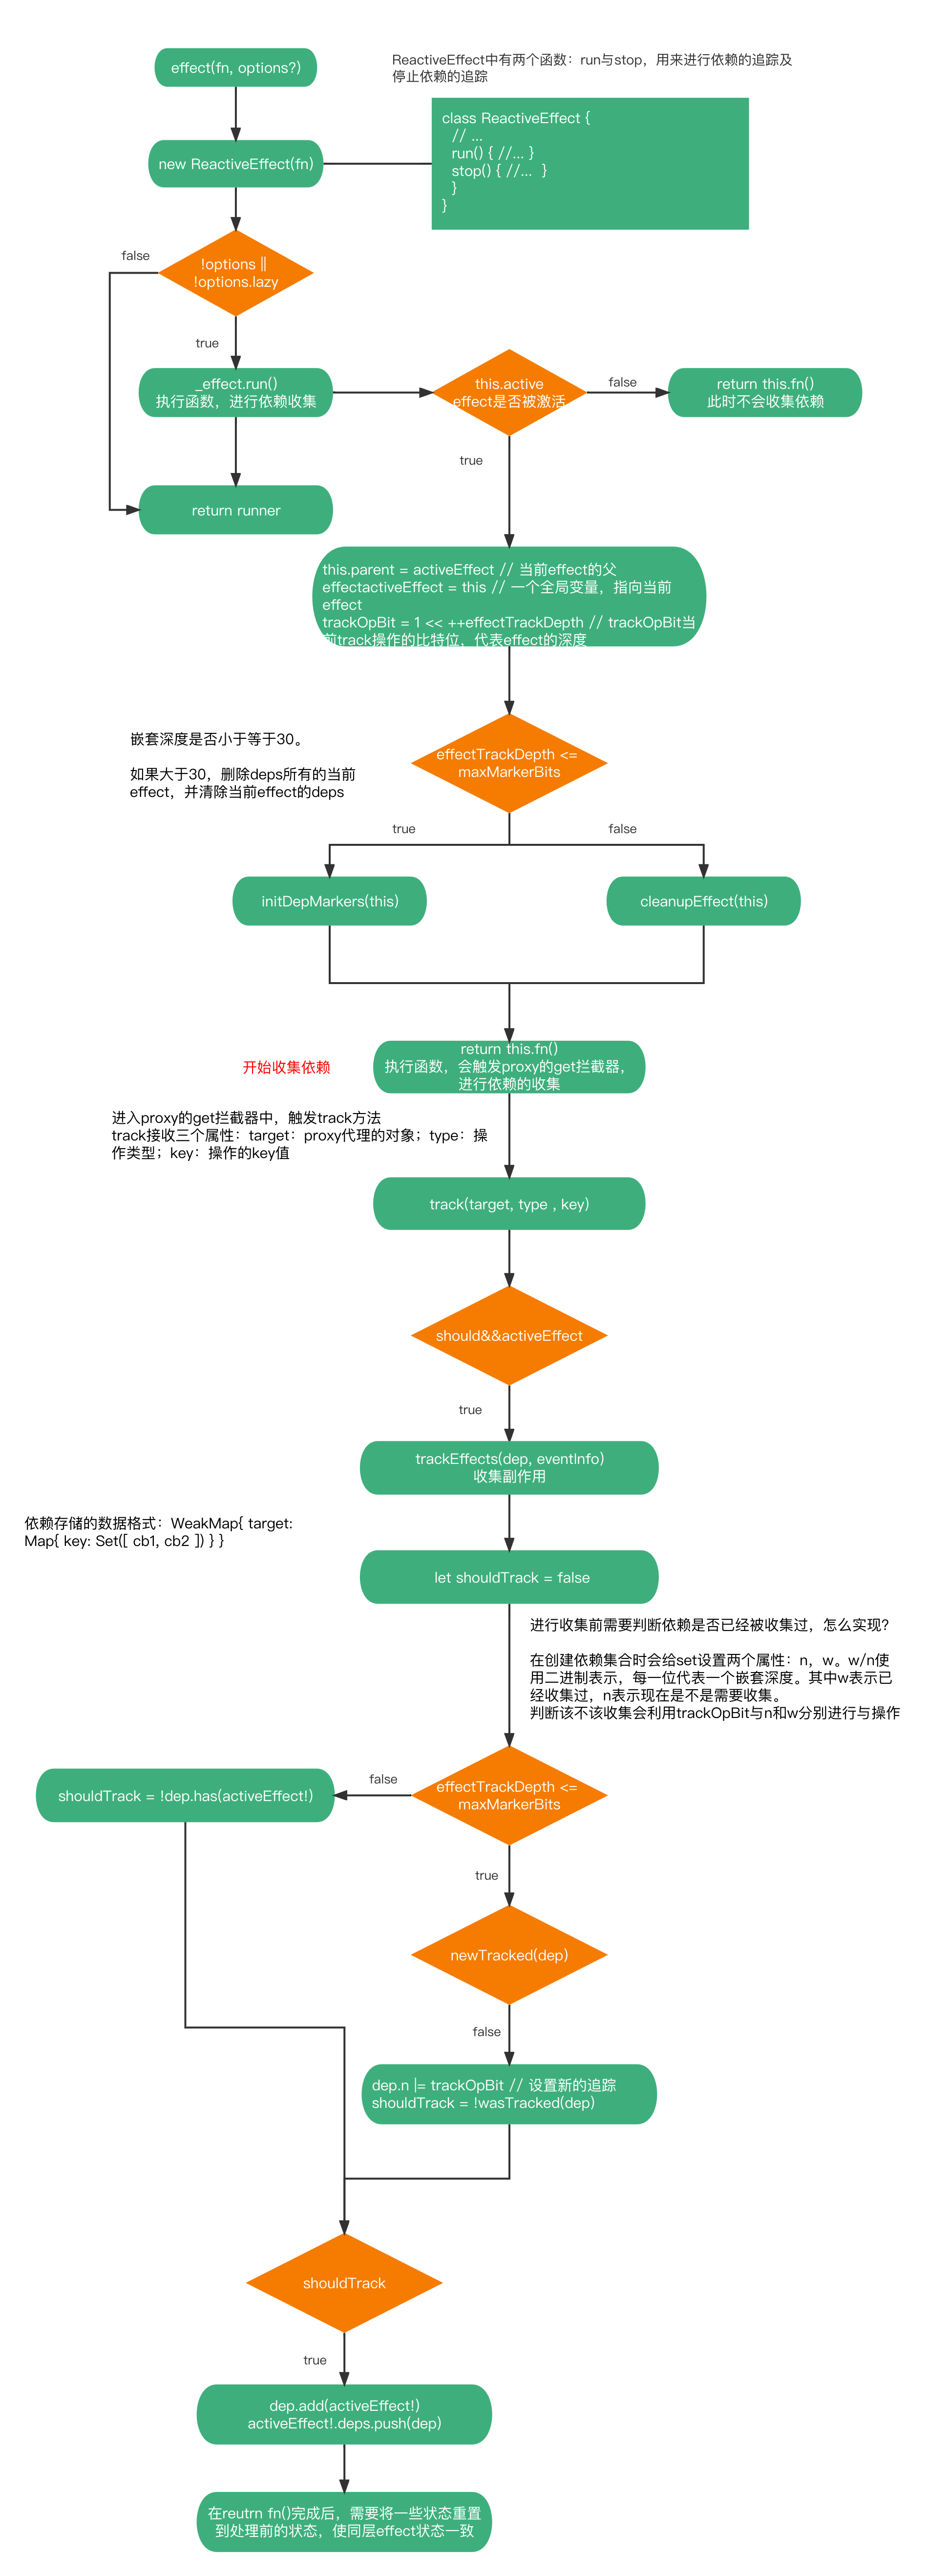 effect(fn, options?)
ReactiveEffect中有两个函数：run与stop，用来进行依赖的追踪及
停止依赖的追踪
class ReactiveEffect {
// ...
run() { //... }
stop() { //...  }
}
}
new ReactiveEffect(fn)
false
!options ||
!options.lazy
true
_effect.run()
执行函数，进行依赖收集
this.active
effect是否被激活
false
return this.fn()
此时不会收集依赖
true
return runner
this.parent = activeEffect // 当前effect的父
effectactiveEffect = this // 一个全局变量，指向当前
effect
trackOpBit = 1 << ++effectTrackDepth // trackOpBit当
前track操作的比特位，代表effect的深度
嵌套深度是否小于等于30。
如果大于30，删除deps所有的当前
effect，并清除当前effect的deps
effectTrackDepth <=
maxMarkerBits
true
false
initDepMarkers(this)
cleanupEffect(this)
开始收集依赖
return this.fn()
执行函数，会触发proxy的get拦截器，
进行依赖的收集
进入proxy的get拦截器中，触发track方法
track接收三个属性：target：proxy代理的对象；type：操
作类型；key：操作的key值
track(target, type , key)
should&&activeEffect
true
trackEffects(dep, eventInfo)
收集副作用
依赖存储的数据格式：WeakMap{ target:
Map{ key: Set([ cb1, cb2 ]) } }
let shouldTrack = false
进行收集前需要判断依赖是否已经被收集过，怎么实现？
在创建依赖集合时会给set设置两个属性：n，w。w/n使
用二进制表示，每一位代表一个嵌套深度。其中w表示已
经收集过，n表示现在是不是需要收集。
判断该不该收集会利用trackOpBit与n和w分别进行与操作
effectTrackDepth <=
maxMarkerBits
false
shouldTrack = !dep.has(activeEffect!)
true
newTracked(dep)
false
dep.n |= trackOpBit // 设置新的追踪
shouldTrack = !wasTracked(dep)
shouldTrack
true
dep.add(activeEffect!)
activeEffect!.deps.push(dep)
在reutrn fn()完成后，需要将一些状态重置
到处理前的状态，使同层effect状态一致